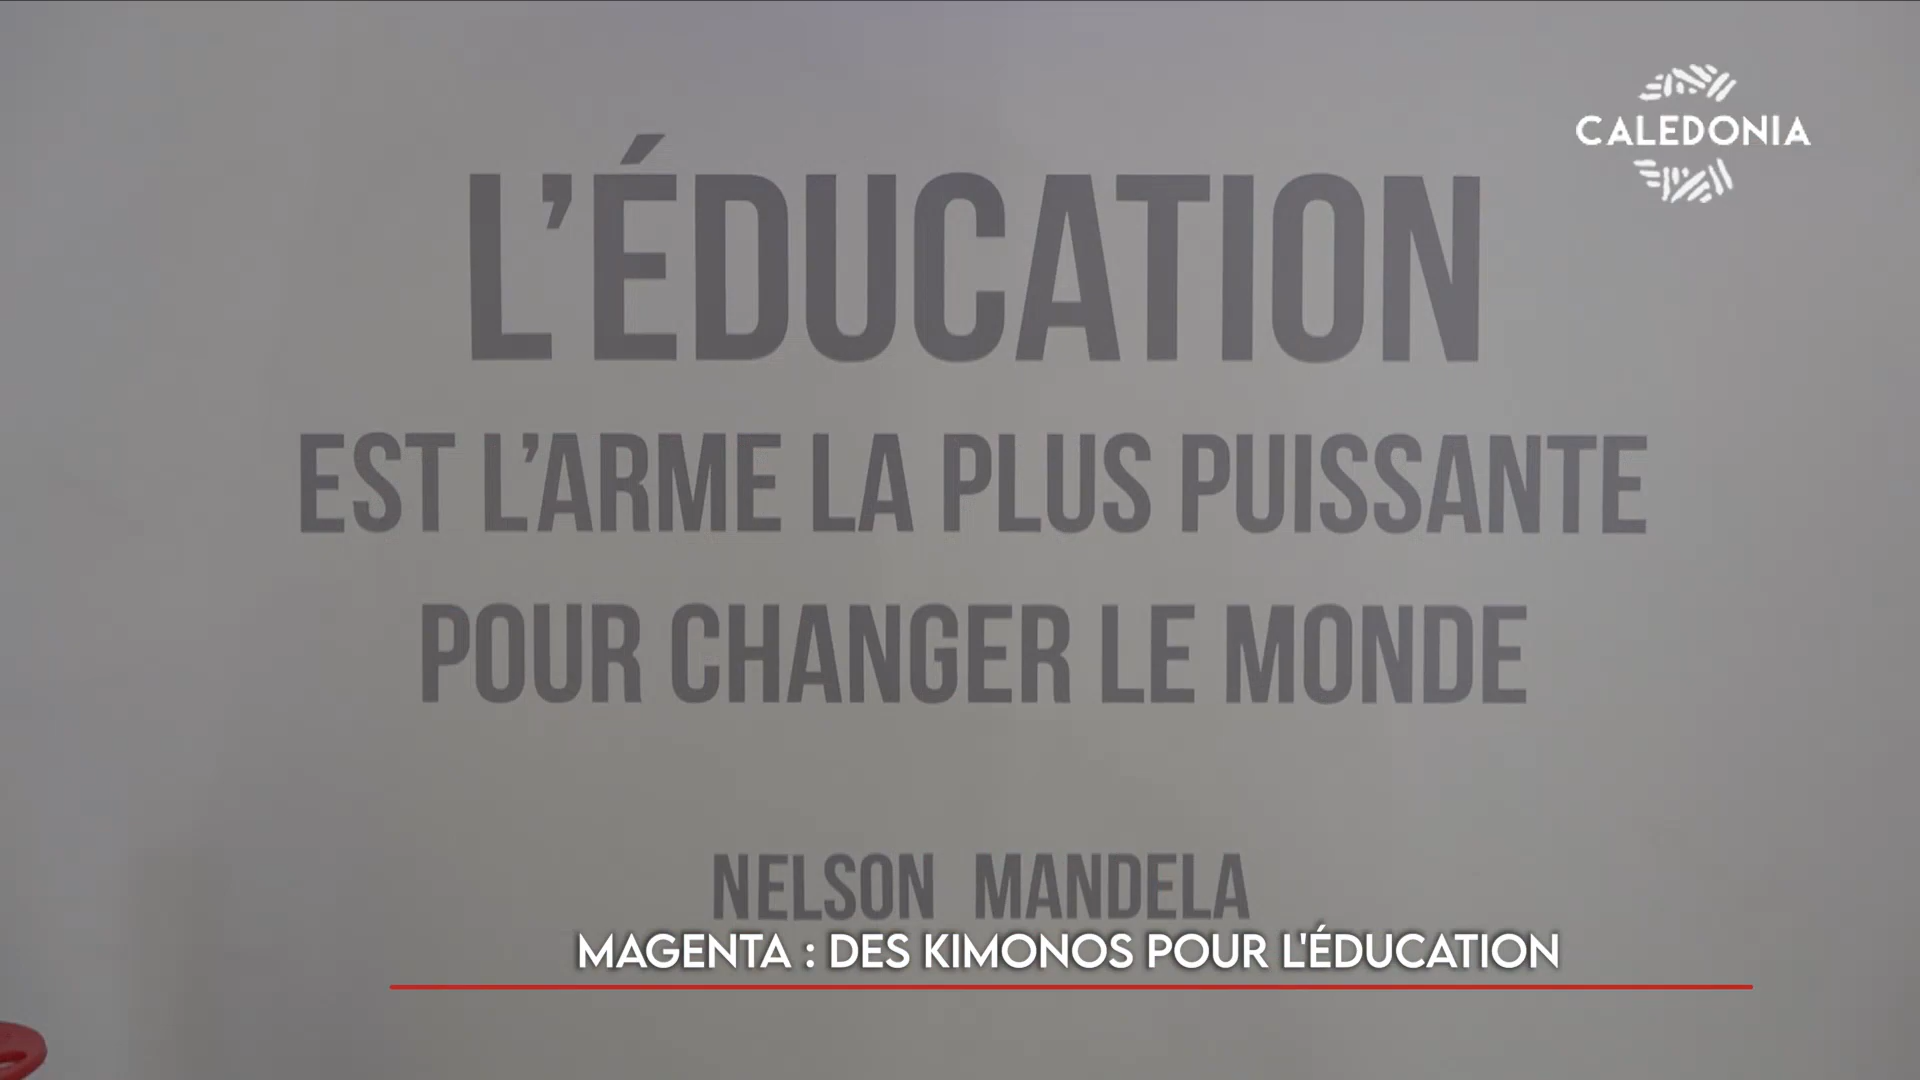 CALEDONIA
L'ÉDUCATION
EST L'ARME LA PLUS PUISSANTE
POUR CHANGER LE MONDE
NELSON MANDELA
MAGENTA : DES KIMONOS POUR L'ÉDUCATION